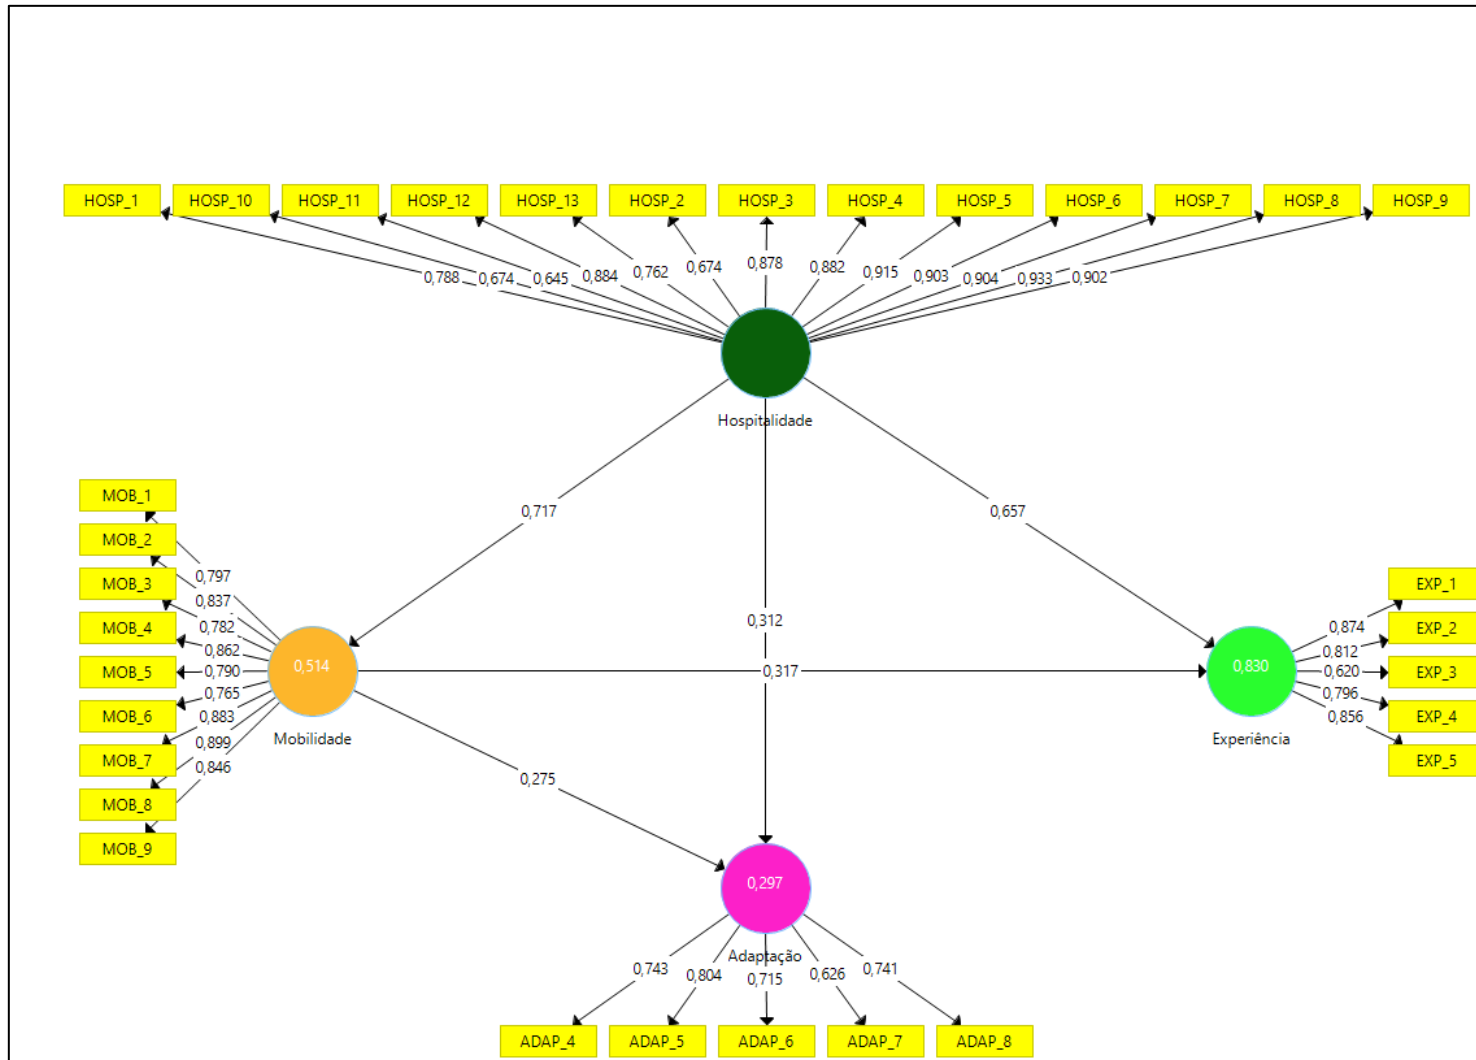 HOSP_1 HOSP_10 HOSP_11 HOSP_12 HOSP_13 HOSP_2 HOSP_3 HOSP_4 HOSP_5 HOSP_6 HOSP_7 HOSP_8 HOSP_9
0,788 0,674 0,645 0,884 0,762 0,674 0,878 0,882 0,915 0,903 0,904 0,933 0,902
Hospitalidade
0,717
0,657
0,312
0,317
0,275
MOB_1
MOB_2
MOB_3
MOB_4
MOB_5
MOB_6
MOB_7
MOB_8
MOB_9
0,797
0,837
0,782
0,862
0,790
0,765
0,883
0,899
0,846
0,514
Mobilidade
0,830
Experiência
0,874
0,812
0,620
0,796
0,856
EXP_1
EXP_2
EXP_3
EXP_4
EXP_5
0,297
Adaptação
0,743 0,804 0,715 0,626 0,741
ADAP_4 ADAP_5 ADAP_6 ADAP_7 ADAP_8